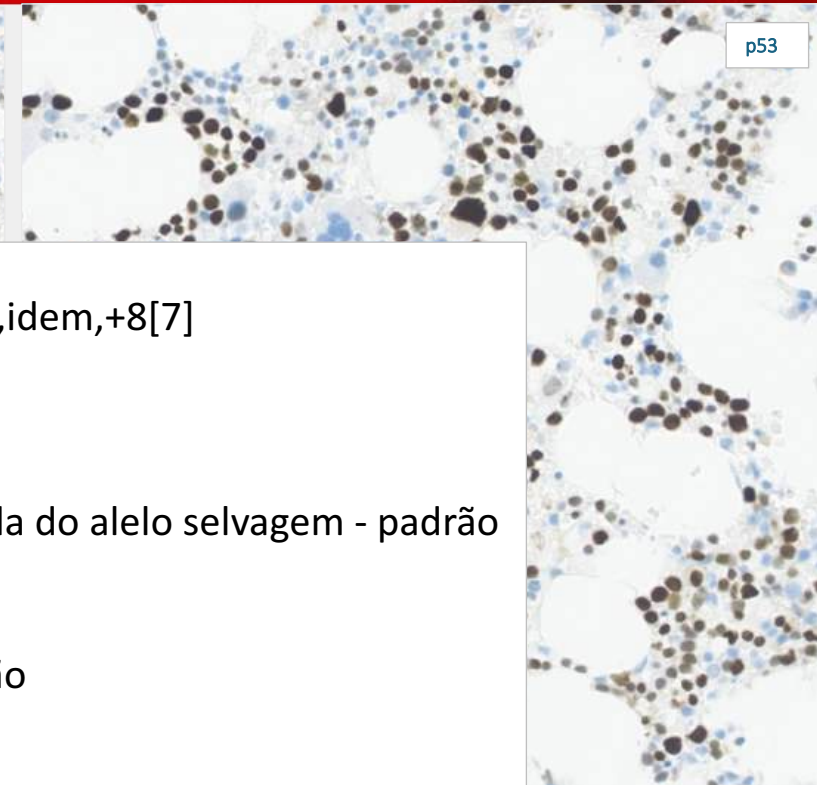 p53
,idem,+8[7]
la do alelo selvagem - padrão
io